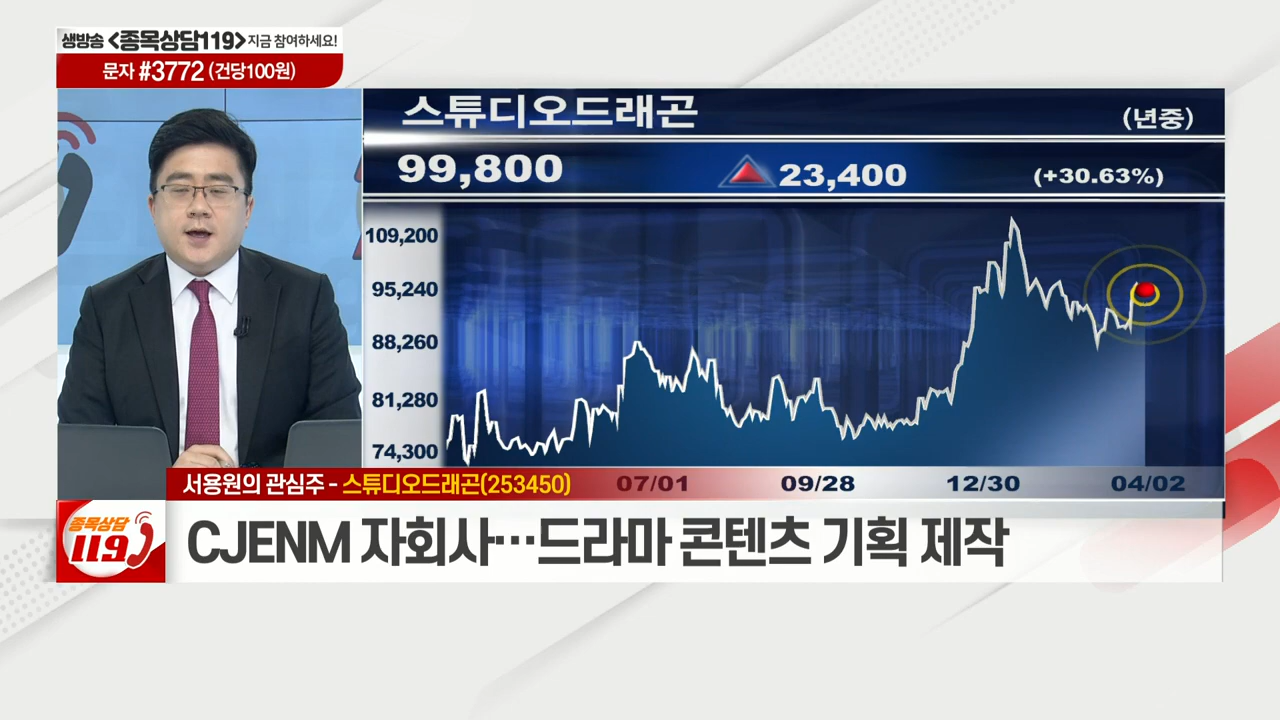 생방송 <종목상담119> 지금 참여하세요!
문자 #3772 (건당100원)
스튜디오드래곤 (년중)
99,800 23,400 (+30.63%)
109,200
95,240
88,260
81,280
74,300
07/01 09/28 12/30 04/02
서용원의 관심주 - 스튜디오드래곤(253450)
종목상담
119
CJENM 자회사…드라마 콘텐츠 기획 제작